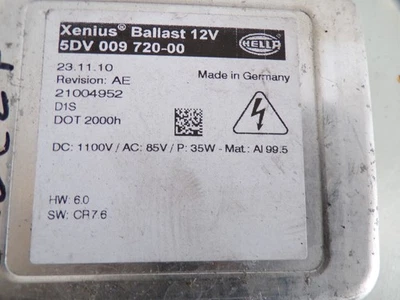 Xenius® Ballast 12V
5DV 009 720-00
HELLA
23.11.10
Revision: AE
Made in Germany
21004952
D1S
DOT 2000h
DC: 1100V / AC: 85V / P: 35W - Mat.: Al 99.5
HW: 6.0
SW: CR7.6